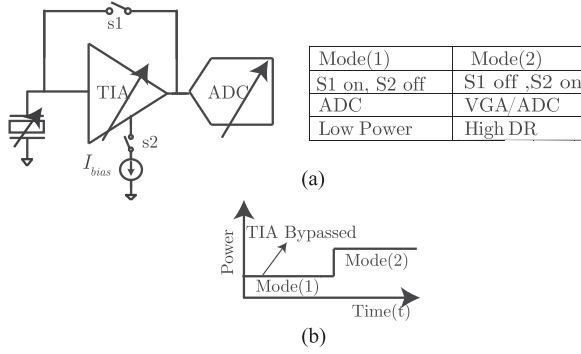 s1
TIA
ADC
s2
I_bias
Mode(1) Mode(2)
S1 on, S2 off S1 off ,S2 on
ADC VGA/ADC
Low Power High DR
(a)
Power
TIA Bypassed
Mode(2)
Mode(1)
Time(t)
(b)